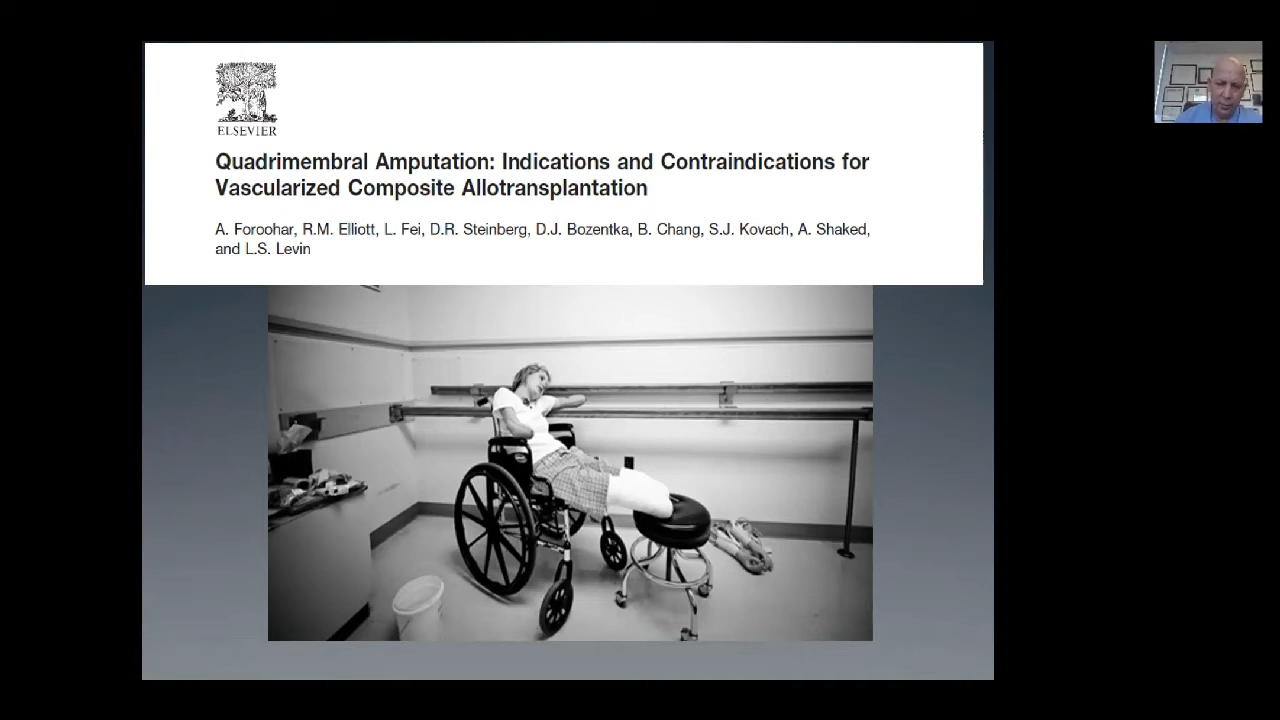 ELSEVIER
Quadrimembral Amputation: Indications and Contraindications for
Vascularized Composite Allotransplantation
A. Foroohar, R.M. Elliott, L. Fei, D.R. Steinberg, D.J. Bozentka, B. Chang, S.J. Kovach, A. Shaked,
and L.S. Levin